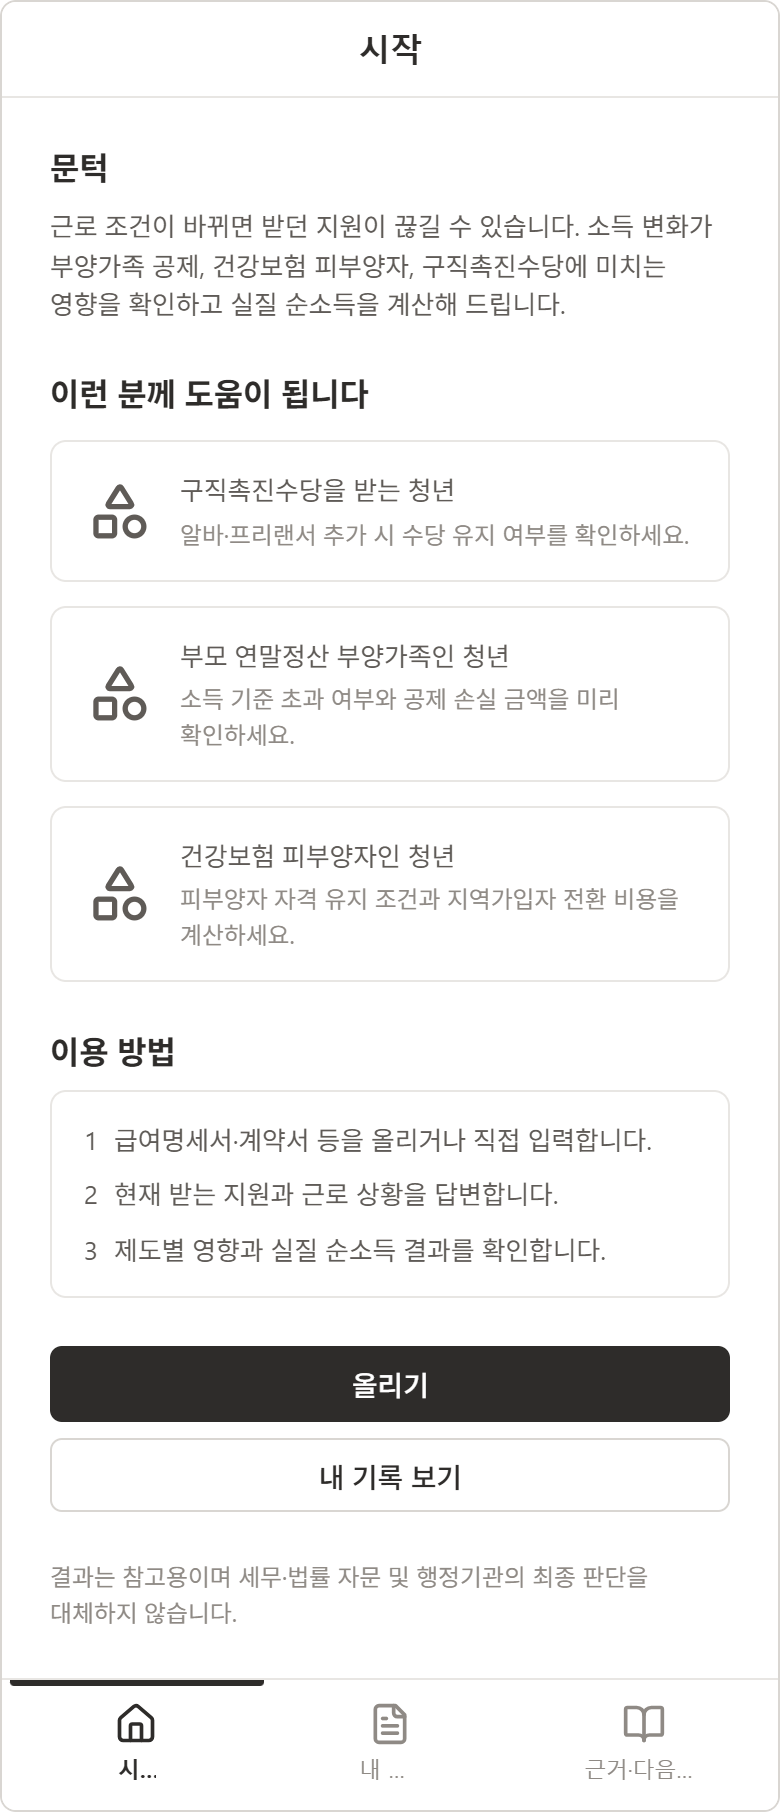 시작
문턱
근로 조건이 바뀌면 받던 지원이 끊길 수 있습니다. 소득 변화가
부양가족 공제, 건강보험 피부양자, 구직촉진수당에 미치는
영향을 확인하고 실질 순소득을 계산해 드립니다.
이런 분께 도움이 됩니다
구직촉진수당을 받는 청년
알바·프리랜서 추가 시 수당 유지 여부를 확인하세요.
부모 연말정산 부양가족인 청년
소득 기준 초과 여부와 공제 손실 금액을 미리
확인하세요.
건강보험 피부양자인 청년
피부양자 자격 유지 조건과 지역가입자 전환 비용을
계산하세요.
이용 방법
1 급여명세서·계약서 등을 올리거나 직접 입력합니다.
2 현재 받는 지원과 근로 상황을 답변합니다.
3 제도별 영향과 실질 순소득 결과를 확인합니다.
올리기
내 기록 보기
결과는 참고용이며 세무·법률 자문 및 행정기관의 최종 판단을
대체하지 않습니다.
시... 내 ... 근거·다음...